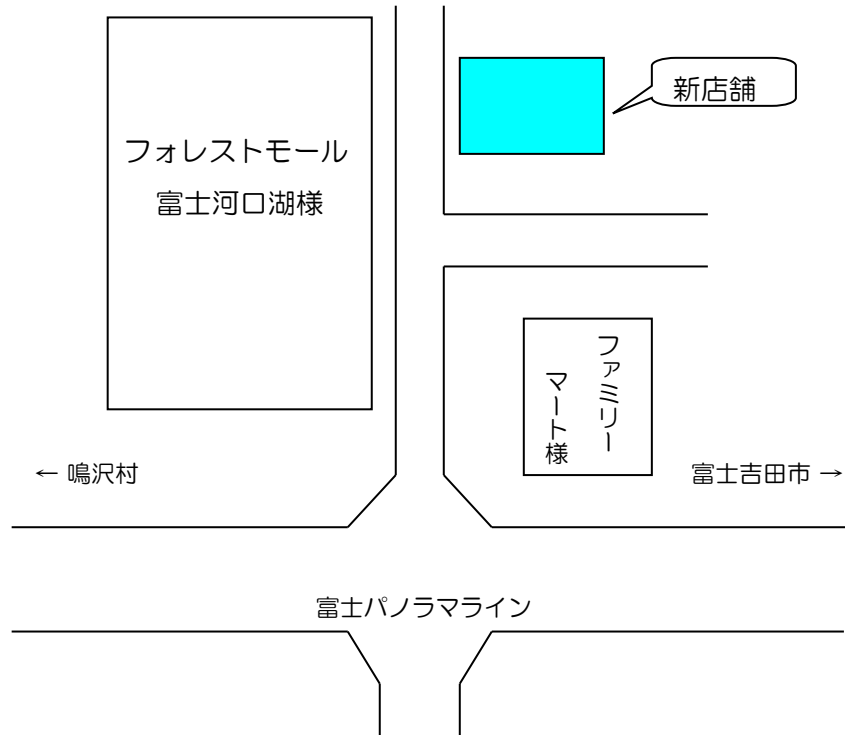 新店舗
フォレストモール
富士河口湖様
ファミリー
マート様
← 鳴沢村
富士吉田市 →
富士パノラマライン